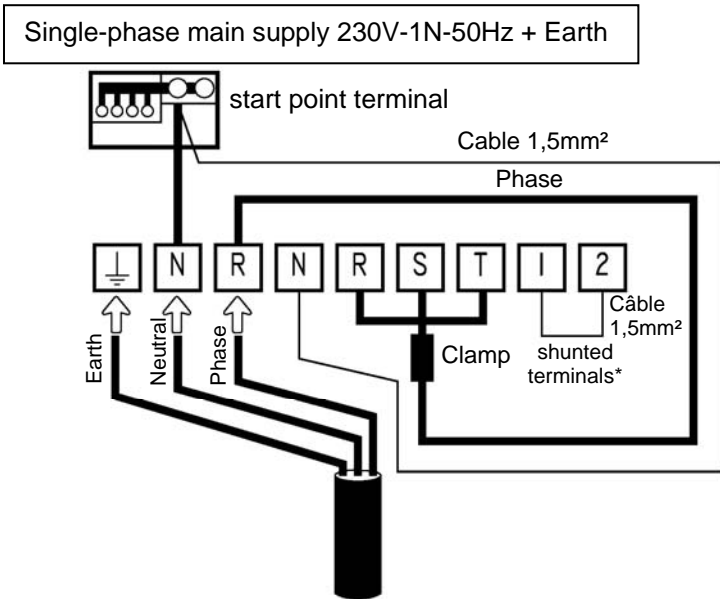 Single-phase main supply 230V-1N-50Hz + Earth
start point terminal
Cable 1,5mm²
Phase
N R N R S T 1 2
Earth
Neutral
Phase
Clamp
shunted
terminals*
Câble
1,5mm²